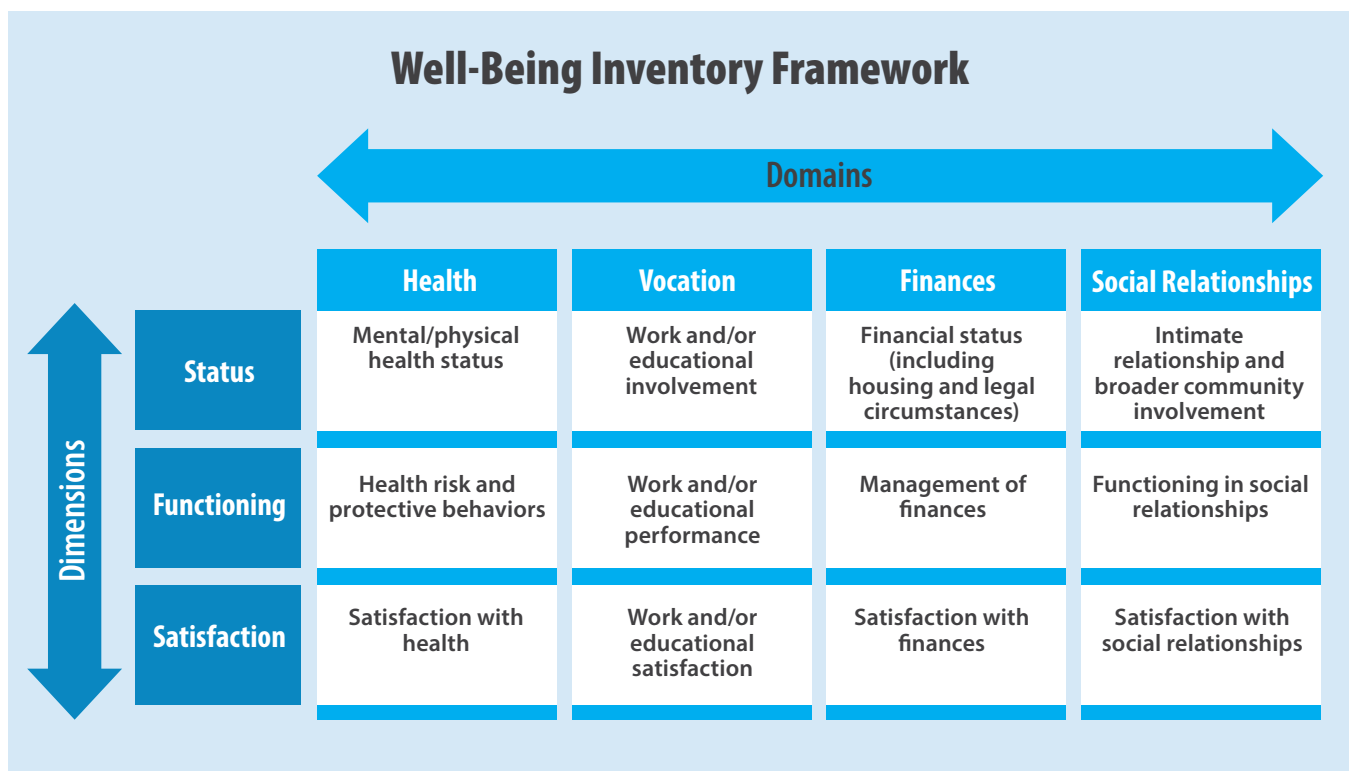 Well-Being Inventory Framework
Domains
Health
Vocation
Finances
Social Relationships
Dimensions
Status
Mental/physical
health status
Work and/or
educational
involvement
Financial status
(including
housing and legal
circumstances)
Intimate
relationship and
broader community
involvement
Functioning
Health risk and
protective behaviors
Work and/or
educational
performance
Management of
finances
Functioning in social
relationships
Satisfaction
Satisfaction with
health
Work and/or
educational
satisfaction
Satisfaction with
finances
Satisfaction with
social relationships